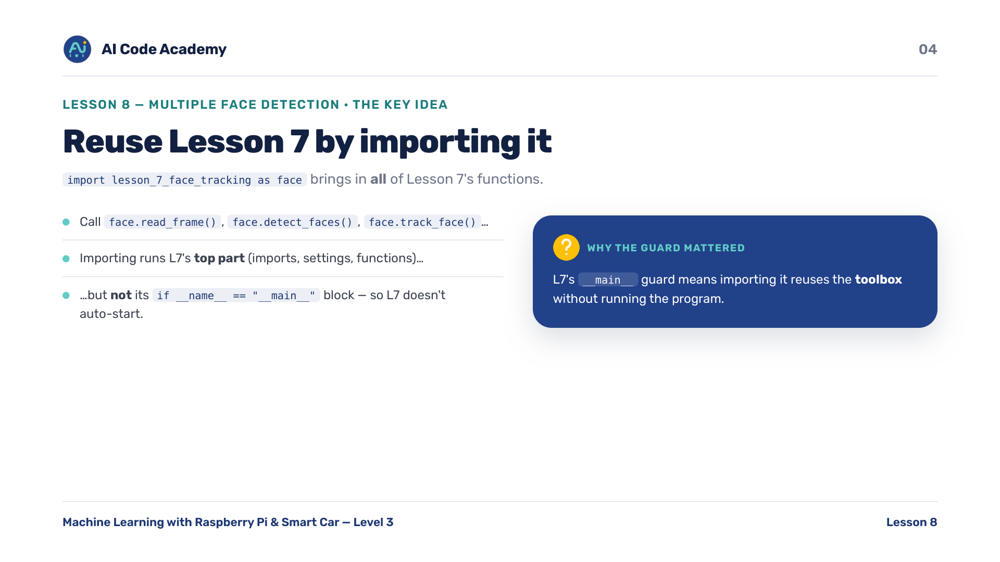 AI Code Academy
04
LESSON 8 — MULTIPLE FACE DETECTION • THE KEY IDEA
Reuse Lesson 7 by importing it
import lesson_7_face_tracking as face brings in all of Lesson 7's functions.
Call face.read_frame(), face.detect_faces(), face.track_face()…
Importing runs L7's top part (imports, settings, functions)…
…but not its if __name__ == "__main__" block — so L7 doesn't
auto-start.
?
WHY THE GUARD MATTERED
L7's __main__ guard means importing it reuses the toolbox
without running the program.
Machine Learning with Raspberry Pi & Smart Car — Level 3
Lesson 8